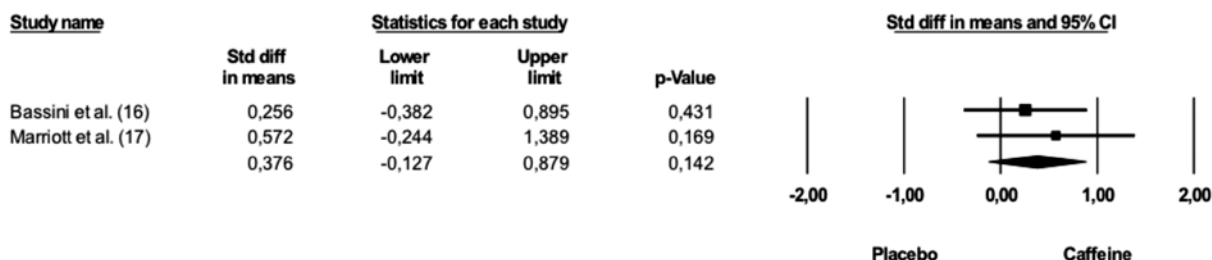 Study name Statistics for each study Std diff in means and 95% CI
Std diff Lower Upper
in means limit limit p-Value
Bassini et al. (16) 0,256 -0,382 0,895 0,431
Marriott et al. (17) 0,572 -0,244 1,389 0,169
0,376 -0,127 0,879 0,142
-2,00 -1,00 0,00 1,00 2,00
Placebo Caffeine